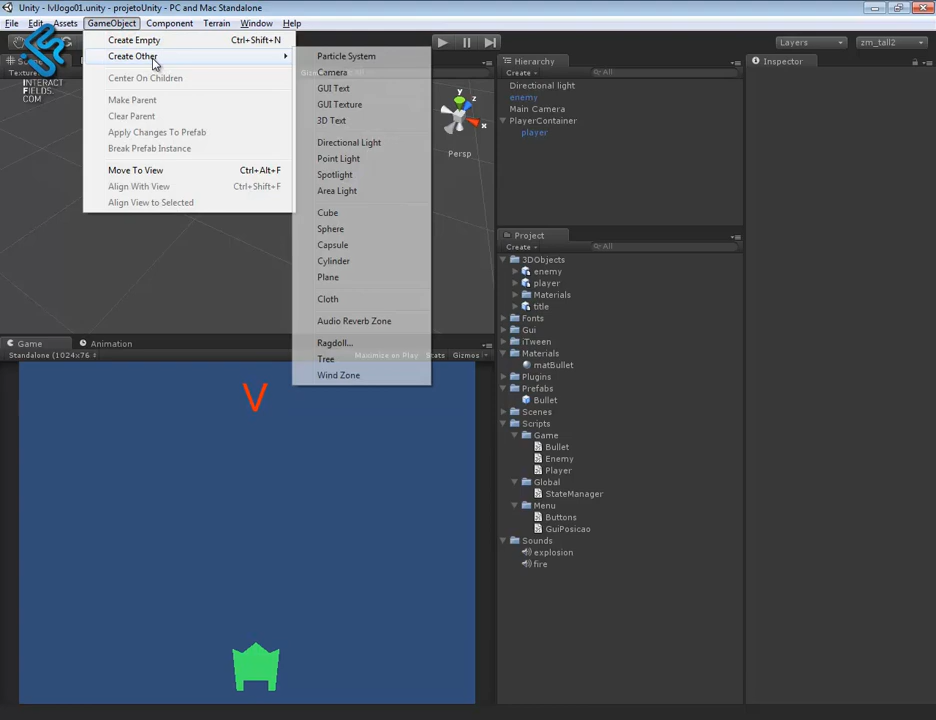 Unity - lvlJogo01.unity - projetoUnity - PC and Mac Standalone
File Edit Assets GameObject Component Terrain Window Help
Create Empty Ctrl+Shift+N
Create Other
Center On Children
Make Parent
Clear Parent
Apply Changes To Prefab
Break Prefab Instance
Move To View Ctrl+Alt+F
Align With View Ctrl+Shift+F
Align View to Selected
Particle System
Camera
GUI Text
GUI Texture
3D Text
Directional Light
Point Light
Spotlight
Area Light
Cube
Sphere
Capsule
Cylinder
Plane
Cloth
Audio Reverb Zone
Ragdoll...
Tree
Wind Zone
INTERACT
FIELDS.
COM
y
z
x
Persp
Layers
zm_tall2
Hierarchy
Create
All
Directional light
enemy
Main Camera
PlayerContainer
player
Inspector
Project
Create
All
3DObjects
enemy
player
Materials
title
Fonts
Gui
iTween
Materials
matBullet
Plugins
Prefabs
Bullet
Scenes
Scripts
Game
Bullet
Enemy
Player
Global
StateManager
Menu
Buttons
GuiPosicao
Sounds
explosion
fire
Game Animation
Standalone (1024x76 Maximize on Play Stats Gizmos